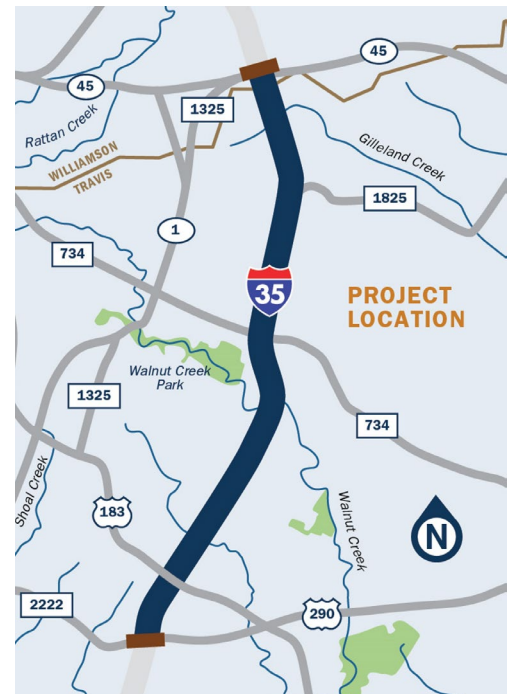 45
45
1325
Rattan Creek
Gilleland Creek
WILLIAMSON
TRAVIS
1825
1
734
35
PROJECT
LOCATION
Walnut Creek
Park
1325
734
Shoal Creek
183
Walnut Creek
N
2222
290